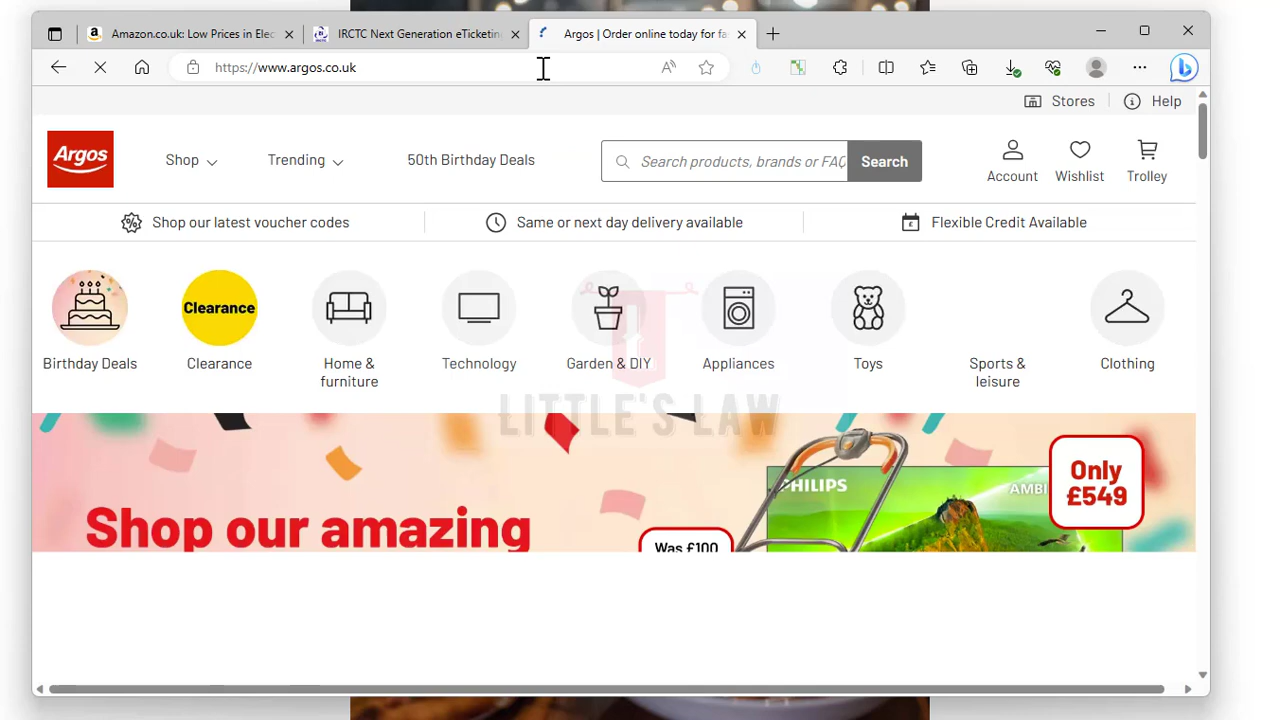 Amazon.co.uk: Low Prices in Elec
IRCTC Next Generation eTicketing
Argos | Order online today for fa
https://www.argos.co.uk
Stores
Help
Argos
Shop
Trending
50th Birthday Deals
Search products, brands or FAQ
Search
Account
Wishlist
Trolley
Shop our latest voucher codes
Same or next day delivery available
Flexible Credit Available
Clearance
Birthday Deals
Clearance
Home &
furniture
Technology
Garden & DIY
Appliances
Toys
Sports &
leisure
Clothing
LITTLE'S LAW
PHILIPS
AMBI
Only
£549
Shop our amazing
Was £100